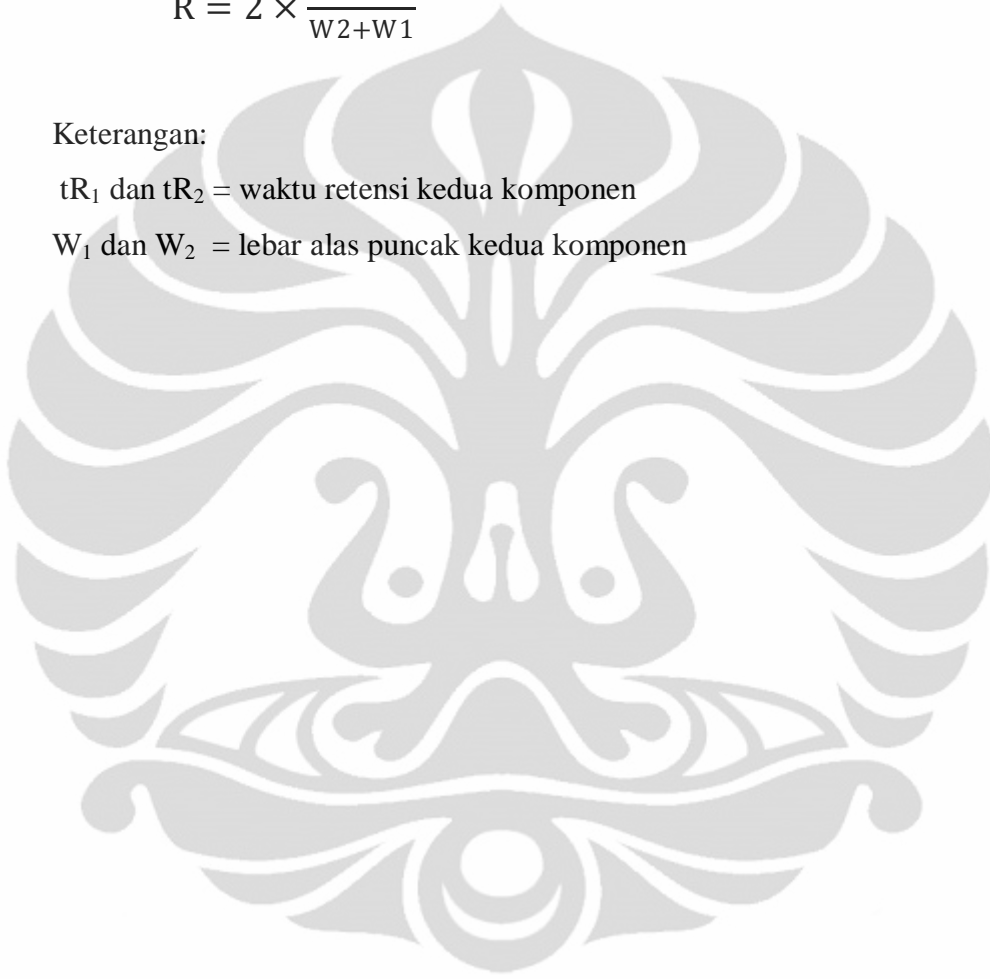 R = 2 × / W2+W1
Keterangan:
tR₁ dan tR₂ = waktu retensi kedua komponen
W₁ dan W₂ = lebar alas puncak kedua komponen